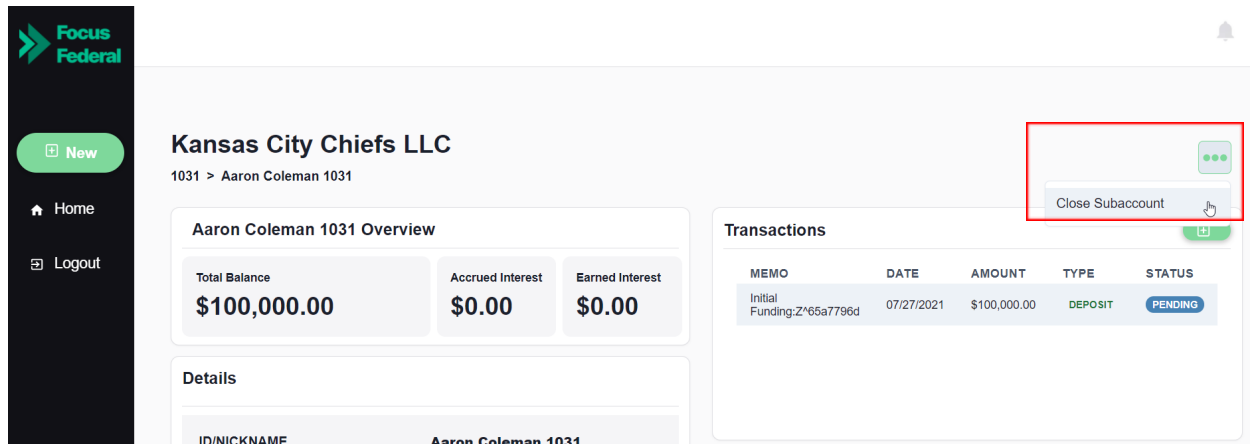 Focus
Federal
New
Home
Logout
Kansas City Chiefs LLC
1031 > Aaron Coleman 1031
Close Subaccount
Aaron Coleman 1031 Overview
Total Balance
$100,000.00
Accrued Interest
$0.00
Earned Interest
$0.00
Details
ID/NICKNAME Aaron Coleman 1031
Transactions
MEMO DATE AMOUNT TYPE STATUS
Initial
Funding:Z^65a7796d 07/27/2021 $100,000.00 DEPOSIT PENDING